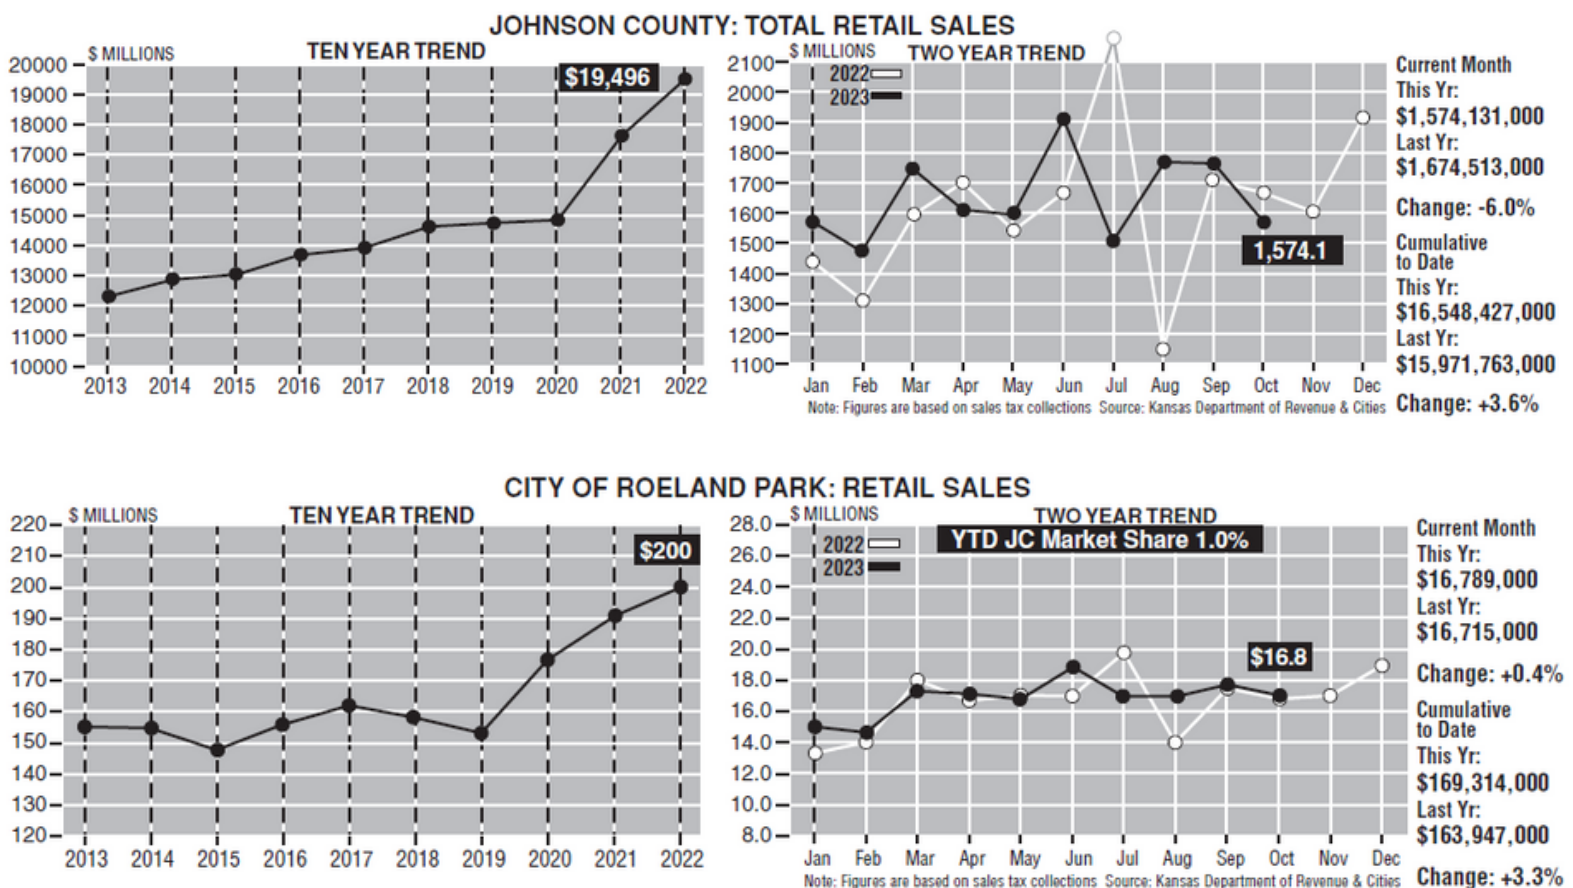 JOHNSON COUNTY: TOTAL RETAIL SALES
$ MILLIONS
TEN YEAR TREND
20000
19000
18000
17000
16000
15000
14000
13000
12000
11000
10000
$19,496
2013 2014 2015 2016 2017 2018 2019 2020 2021 2022
$ MILLIONS
TWO YEAR TREND
2022
2023
2100
2000
1900
1800
1700
1600
1500
1400
1300
1200
1100
1,574.1
Jan Feb Mar Apr May Jun Jul Aug Sep Oct Nov Dec
Note: Figures are based on sales tax collections Source: Kansas Department of Revenue & Cities
Current Month
This Yr:
$1,574,131,000
Last Yr:
$1,674,513,000
Change: -6.0%
Cumulative
to Date
This Yr:
$16,548,427,000
Last Yr:
$15,971,763,000
Change: +3.6%
CITY OF ROELAND PARK: RETAIL SALES
$ MILLIONS
TEN YEAR TREND
220
210
200
190
180
170
160
150
140
130
120
$200
2013 2014 2015 2016 2017 2018 2019 2020 2021 2022
$ MILLIONS
TWO YEAR TREND
YTD JC Market Share 1.0%
2022
2023
28.0
26.0
24.0
22.0
20.0
18.0
16.0
14.0
12.0
10.0
8.0
$16.8
Jan Feb Mar Apr May Jun Jul Aug Sep Oct Nov Dec
Note: Figures are based on sales tax collections Source: Kansas Department of Revenue & Cities
Current Month
This Yr:
$16,789,000
Last Yr:
$16,715,000
Change: +0.4%
Cumulative
to Date
This Yr:
$169,314,000
Last Yr:
$163,947,000
Change: +3.3%